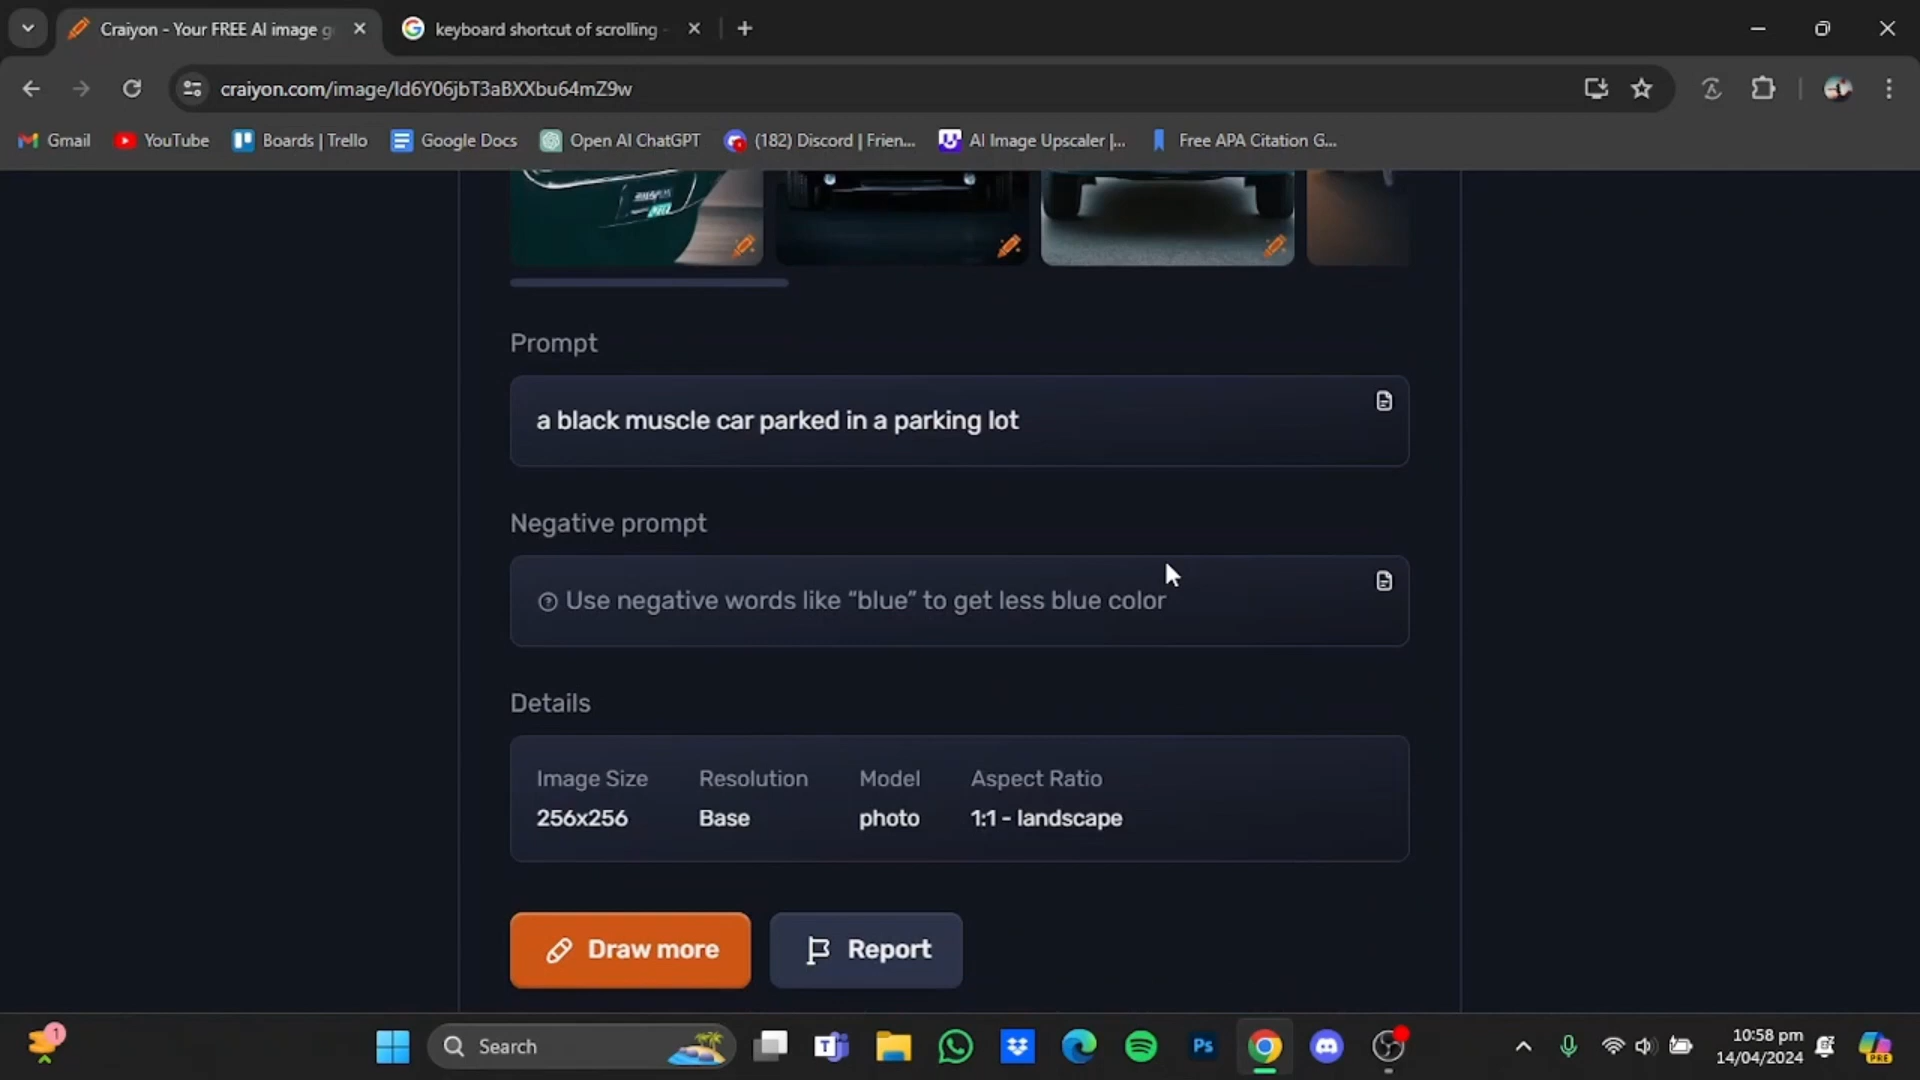 Craiyon - Your FREE AI image g
keyboard shortcut of scrolling -
craiyon.com/image/Id6Y06jbT3aBXXbu64mZ9w
Gmail
YouTube
Boards | Trello
Google Docs
Open AI ChatGPT
(182) Discord | Frien...
AI Image Upscaler |...
Free APA Citation G...
Prompt
a black muscle car parked in a parking lot
Negative prompt
Use negative words like “blue” to get less blue color
Details
Image Size Resolution Model Aspect Ratio
256x256 Base photo 1:1 - landscape
Draw more
Report
1
Search
T
Ps
10:58 pm
14/04/2024
PRE